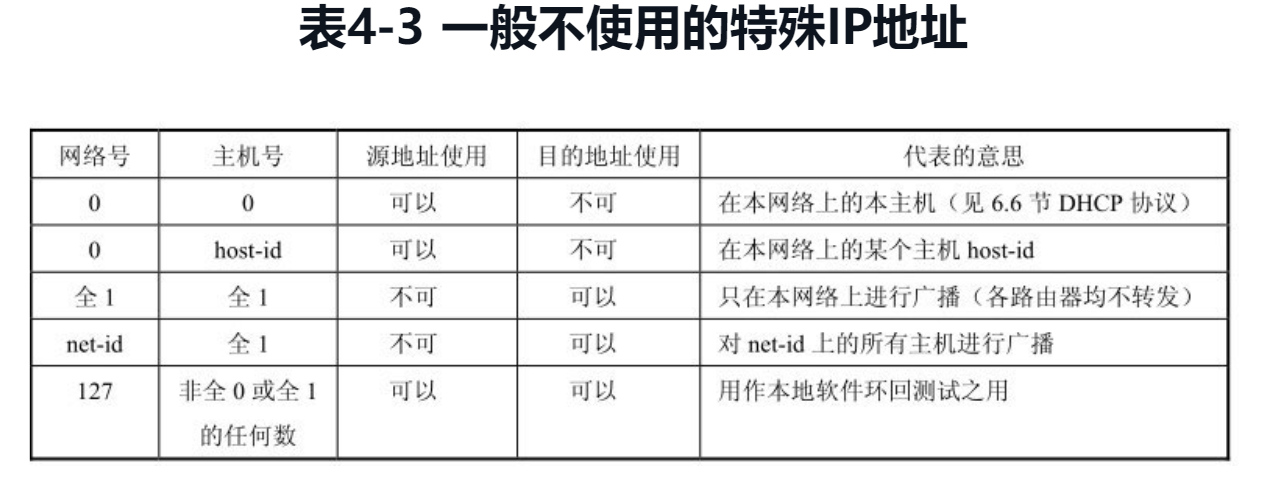 表4-3 一般不使用的特殊IP地址
网络号 主机号 源地址使用 目的地址使用 代表的意思
0 0 可以 不可 在本网络上的本主机（见 6.6 节 DHCP 协议）
0 host-id 可以 不可 在本网络上的某个主机 host-id
全 1 全 1 不可 可以 只在本网络上进行广播（各路由器均不转发）
net-id 全 1 不可 可以 对 net-id 上的所有主机进行广播
127 非全 0 或全 1 可以 可以 用作本地软件环回测试之用
的任何数